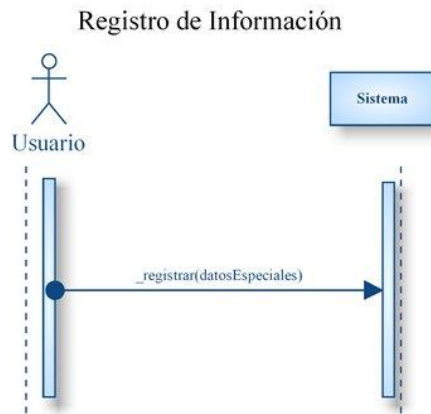 Registro de Información
Sistema
Usuario
_registrar(datosEspeciales)